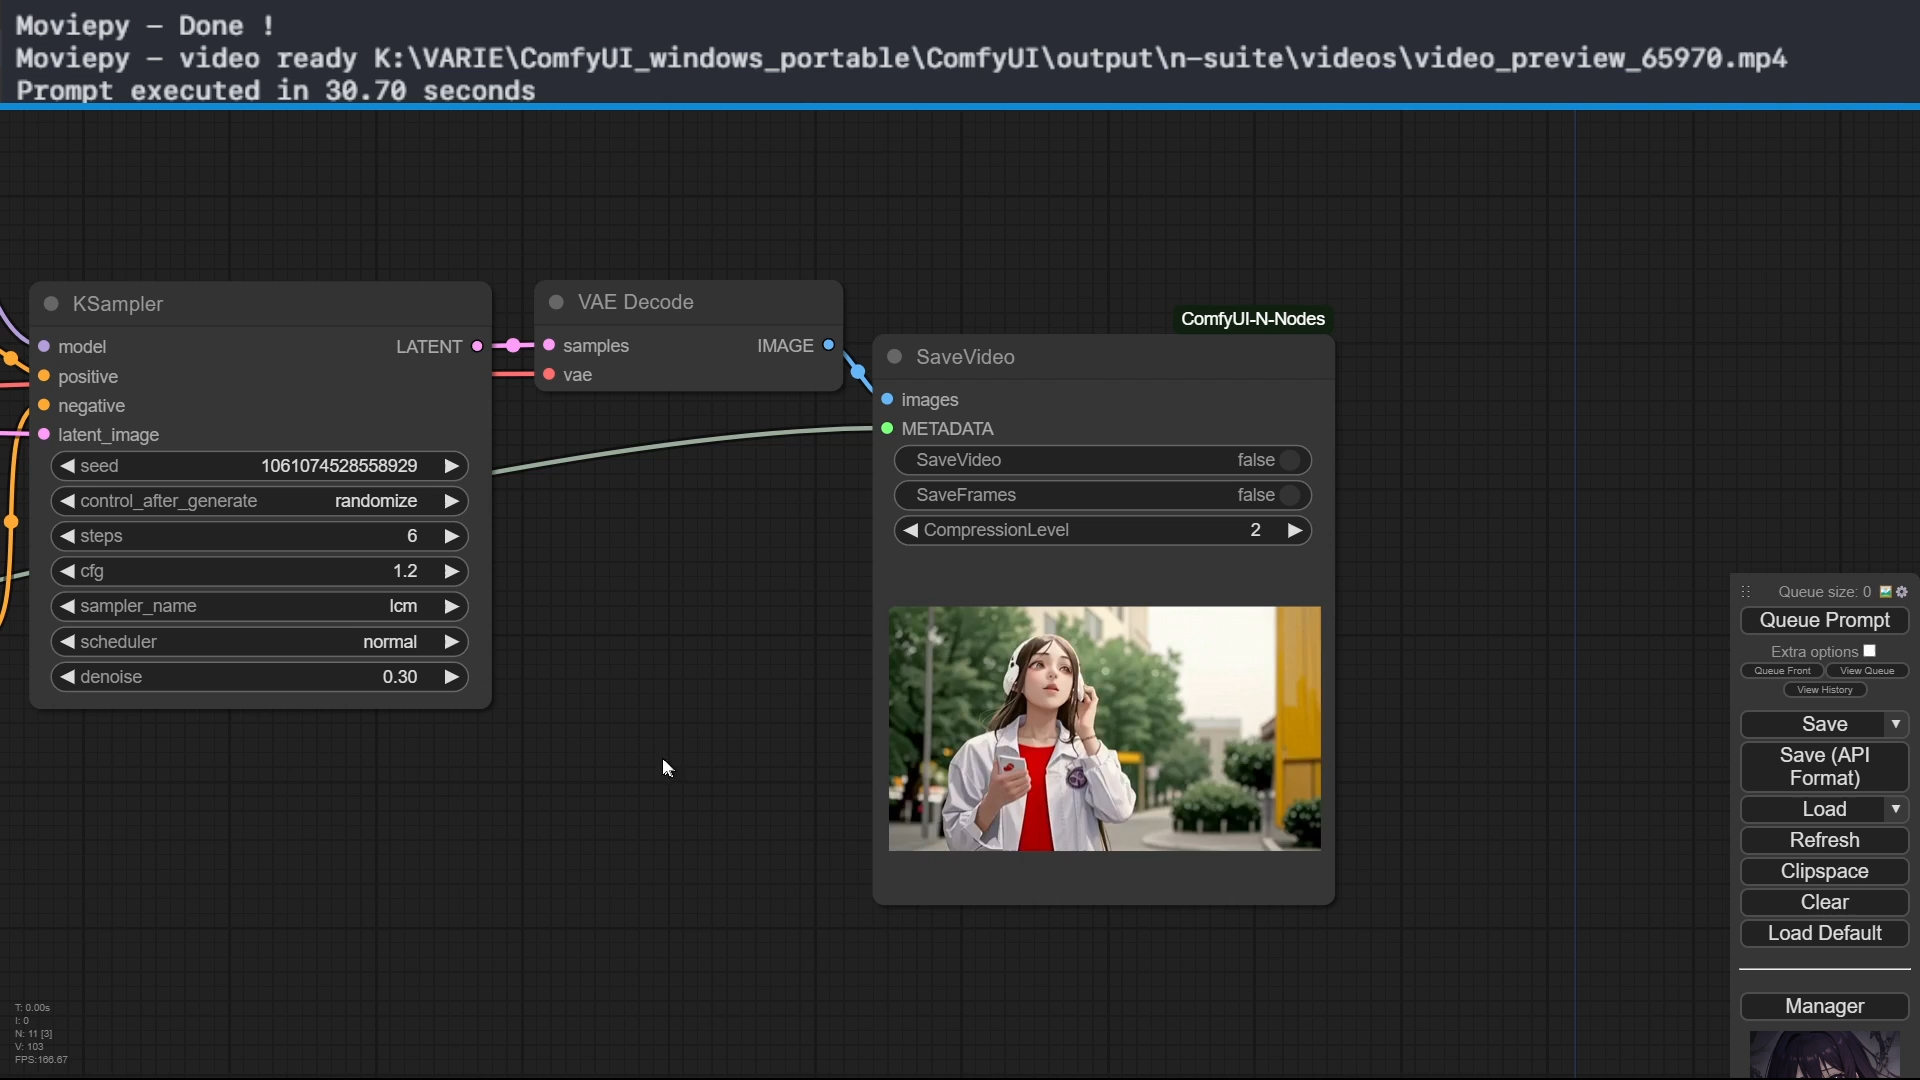 Moviepy – Done !
Moviepy – video ready K:\VARIE\ComfyUI_windows_portable\ComfyUI\output\n-suite\videos\video_preview_65970.mp4
Prompt executed in 30.70 seconds
KSampler
model
LATENT
positive
negative
latent_image
seed 1061074528558929
control_after_generate randomize
steps 6
cfg 1.2
sampler_name lcm
scheduler normal
denoise 0.30
VAE Decode
samples
IMAGE
vae
ComfyUI-N-Nodes
SaveVideo
images
METADATA
SaveVideo false
SaveFrames false
CompressionLevel 2
Queue size: 0
Queue Prompt
Extra options
Queue Front
View Queue
View History
Save
Save (API
Format)
Load
Refresh
Clipspace
Clear
Load Default
Manager
T: 0.00s
I: 0
N: 11 [3]
V: 103
FPS:166.67